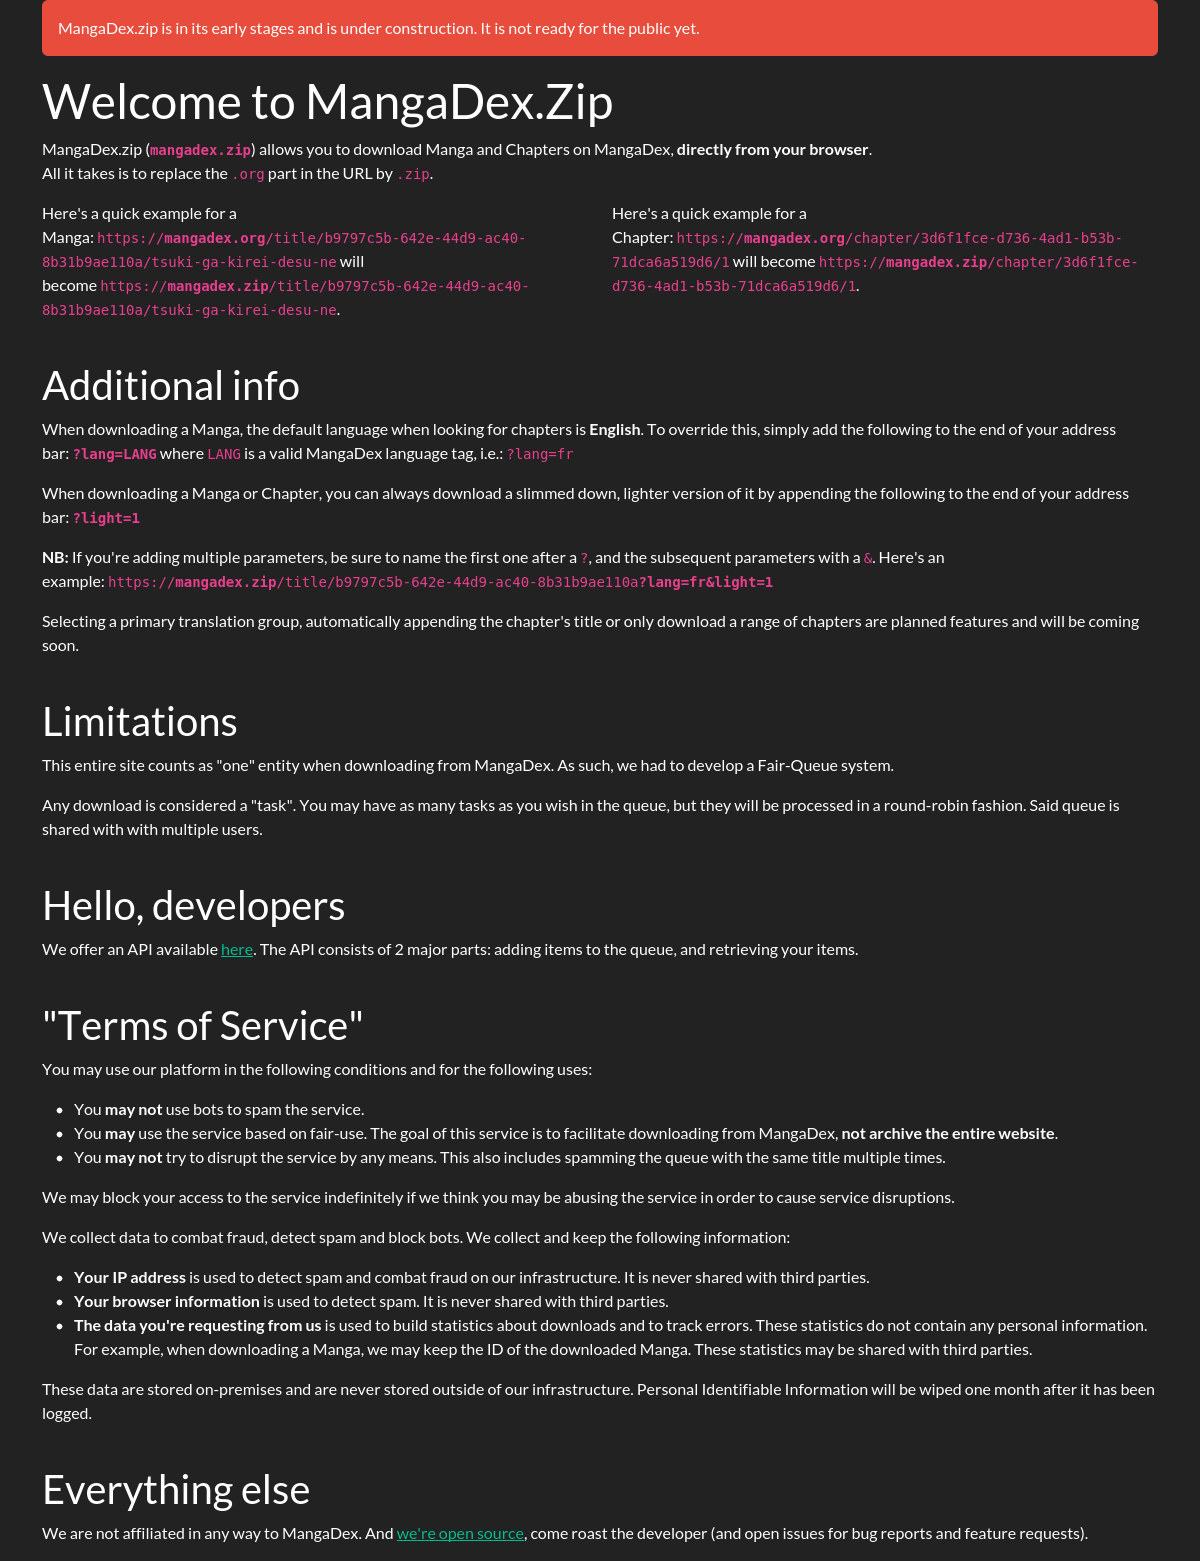 MangaDex.zip is in its early stages and is under construction. It is not ready for the public yet.
Welcome to MangaDex.Zip
MangaDex.zip (mangadex.zip) allows you to download Manga and Chapters on MangaDex, directly from your browser.
All it takes is to replace the .org part in the URL by .zip.
Here's a quick example for a
Manga: https://mangadex.org/title/b9797c5b-642e-44d9-ac40-
8b31b9ae110a/tsuki-ga-kirei-desu-ne will
become https://mangadex.zip/title/b9797c5b-642e-44d9-ac40-
8b31b9ae110a/tsuki-ga-kirei-desu-ne.
Here's a quick example for a
Chapter: https://mangadex.org/chapter/3d6f1fce-d736-4ad1-b53b-
71dca6a519d6/1 will become https://mangadex.zip/chapter/3d6f1fce-
d736-4ad1-b53b-71dca6a519d6/1.
Additional info
When downloading a Manga, the default language when looking for chapters is English. To override this, simply add the following to the end of your address
bar: ?lang=LANG where LANG is a valid MangaDex language tag, i.e.: ?lang=fr
When downloading a Manga or Chapter, you can always download a slimmed down, lighter version of it by appending the following to the end of your address
bar: ?light=1
NB: If you're adding multiple parameters, be sure to name the first one after a ?, and the subsequent parameters with a &. Here's an
example: https://mangadex.zip/title/b9797c5b-642e-44d9-ac40-8b31b9ae110a?lang=fr&light=1
Selecting a primary translation group, automatically appending the chapter's title or only download a range of chapters are planned features and will be coming
soon.
Limitations
This entire site counts as "one" entity when downloading from MangaDex. As such, we had to develop a Fair-Queue system.
Any download is considered a "task". You may have as many tasks as you wish in the queue, but they will be processed in a round-robin fashion. Said queue is
shared with with multiple users.
Hello, developers
We offer an API available here. The API consists of 2 major parts: adding items to the queue, and retrieving your items.
"Terms of Service"
You may use our platform in the following conditions and for the following uses:
• You may not use bots to spam the service.
• You may use the service based on fair-use. The goal of this service is to facilitate downloading from MangaDex, not archive the entire website.
• You may not try to disrupt the service by any means. This also includes spamming the queue with the same title multiple times.
We may block your access to the service indefinitely if we think you may be abusing the service in order to cause service disruptions.
We collect data to combat fraud, detect spam and block bots. We collect and keep the following information:
• Your IP address is used to detect spam and combat fraud on our infrastructure. It is never shared with third parties.
• Your browser information is used to detect spam. It is never shared with third parties.
• The data you're requesting from us is used to build statistics about downloads and to track errors. These statistics do not contain any personal information.
For example, when downloading a Manga, we may keep the ID of the downloaded Manga. These statistics may be shared with third parties.
These data are stored on-premises and are never stored outside of our infrastructure. Personal Identifiable Information will be wiped one month after it has been
logged.
Everything else
We are not affiliated in any way to MangaDex. And we're open source, come roast the developer (and open issues for bug reports and feature requests).